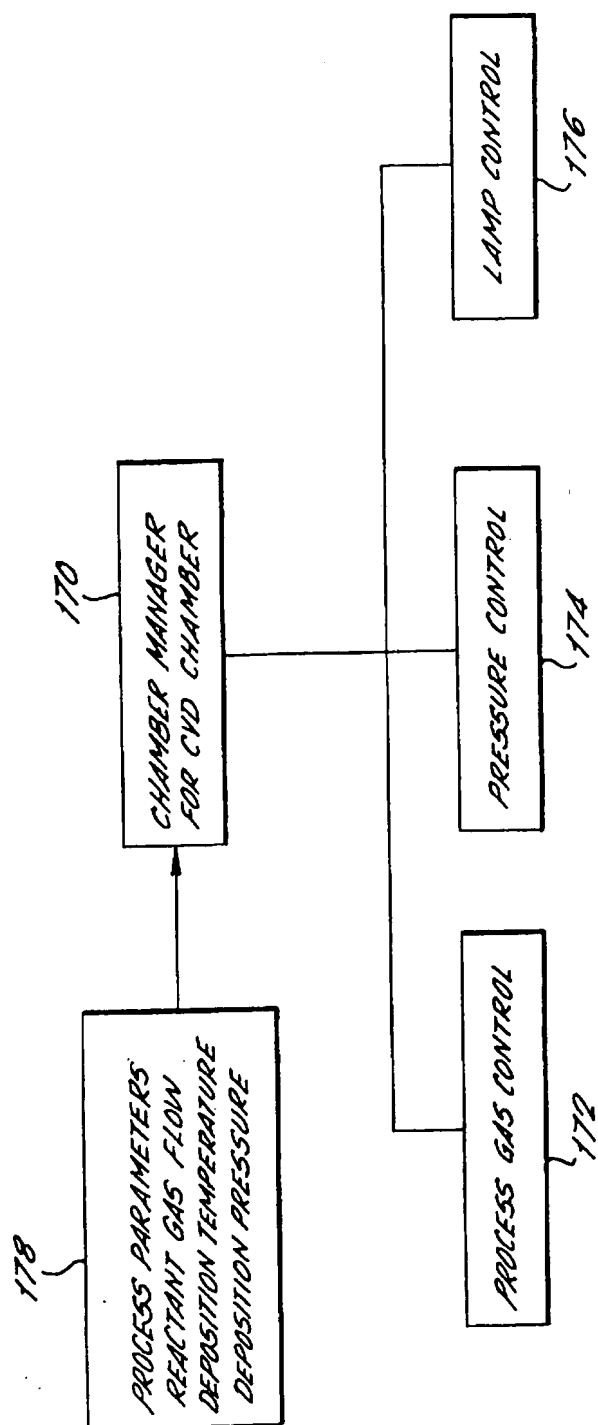 178
PROCESS PARAMETERS
REACTANT GAS FLOW
DEPOSITION TEMPERATURE
DEPOSITION PRESSURE
170
CHAMBER MANAGER
FOR CVD CHAMBER
PROCESS GAS CONTROL
172
PRESSURE CONTROL
174
LAMP CONTROL
176